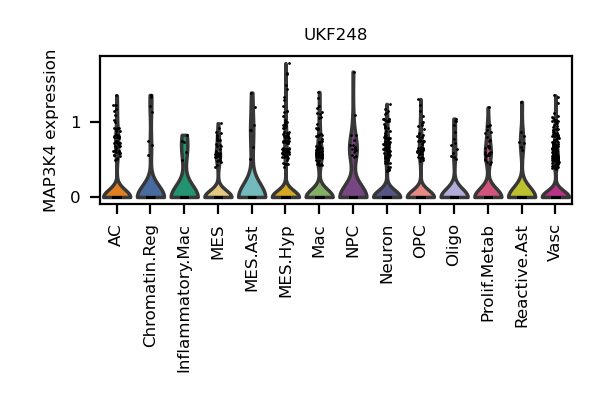 UKF248
MAP3K4 expression
1
0
AC
Chromatin.Reg
Inflammatory.Mac
MES
MES.Ast
MES.Hyp
Mac
NPC
Neuron
OPC
Oligo
Prolif.Metab
Reactive.Ast
Vasc